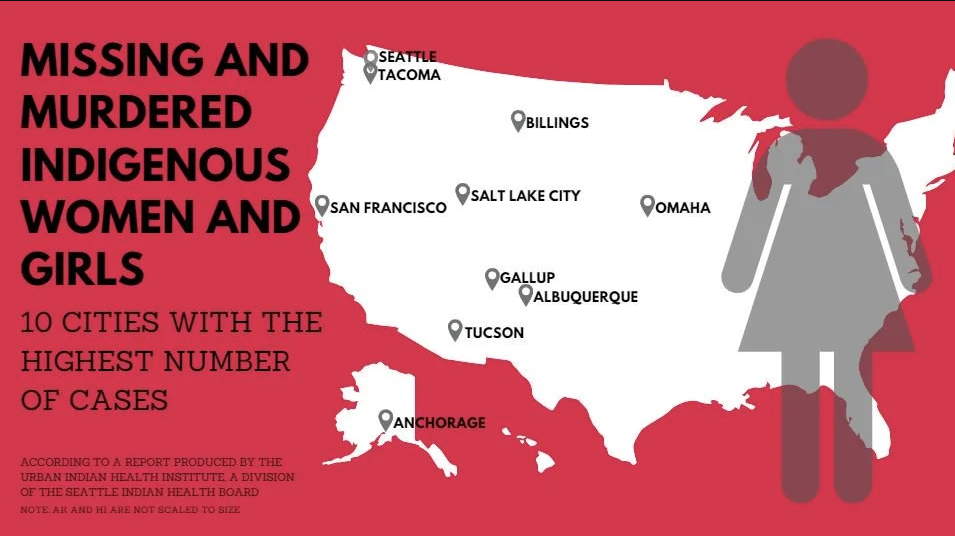 MISSING AND
MURDERED
INDIGENOUS
WOMEN AND
GIRLS
10 CITIES WITH THE
HIGHEST NUMBER
OF CASES
ACCORDING TO A REPORT PRODUCED BY THE
URBAN INDIAN HEALTH INSTITUTE, A DIVISION
OF THE SEATTLE INDIAN HEALTH BOARD
NOTE: AK AND HI ARE NOT SCALED TO SIZE
SEATTLE
TACOMA
BILLINGS
SALT LAKE CITY
SAN FRANCISCO
OMAHA
GALLUP
ALBUQUERQUE
TUCSON
ANCHORAGE